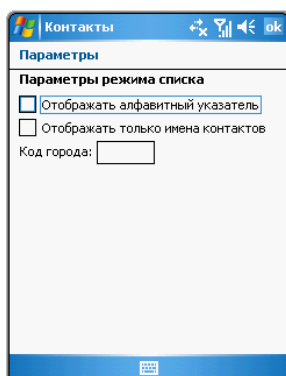 Контакты ok
Параметры
Параметры режима списка
Отображать алфавитный указатель
Отображать только имена контактов
Код города: